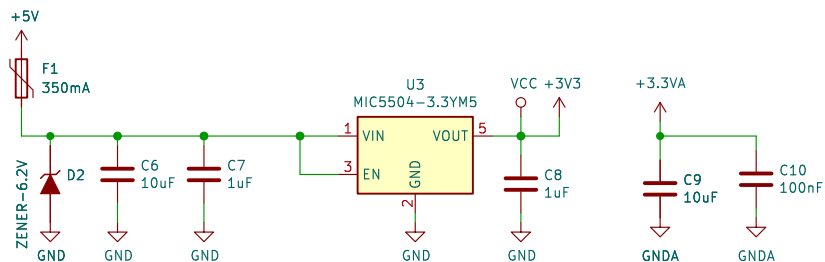 +5V
F1
350mA
ZENER-6.2V
D2
GND
C6
10uF
GND
C7
1uF
GND
U3
MIC5504-3.3YM5
1
VIN
VOUT
5
3
EN
GND
2
GND
VCC
+3V3
C8
1uF
GND
+3.3VA
C9
10uF
GNDA
C10
100nF
GNDA